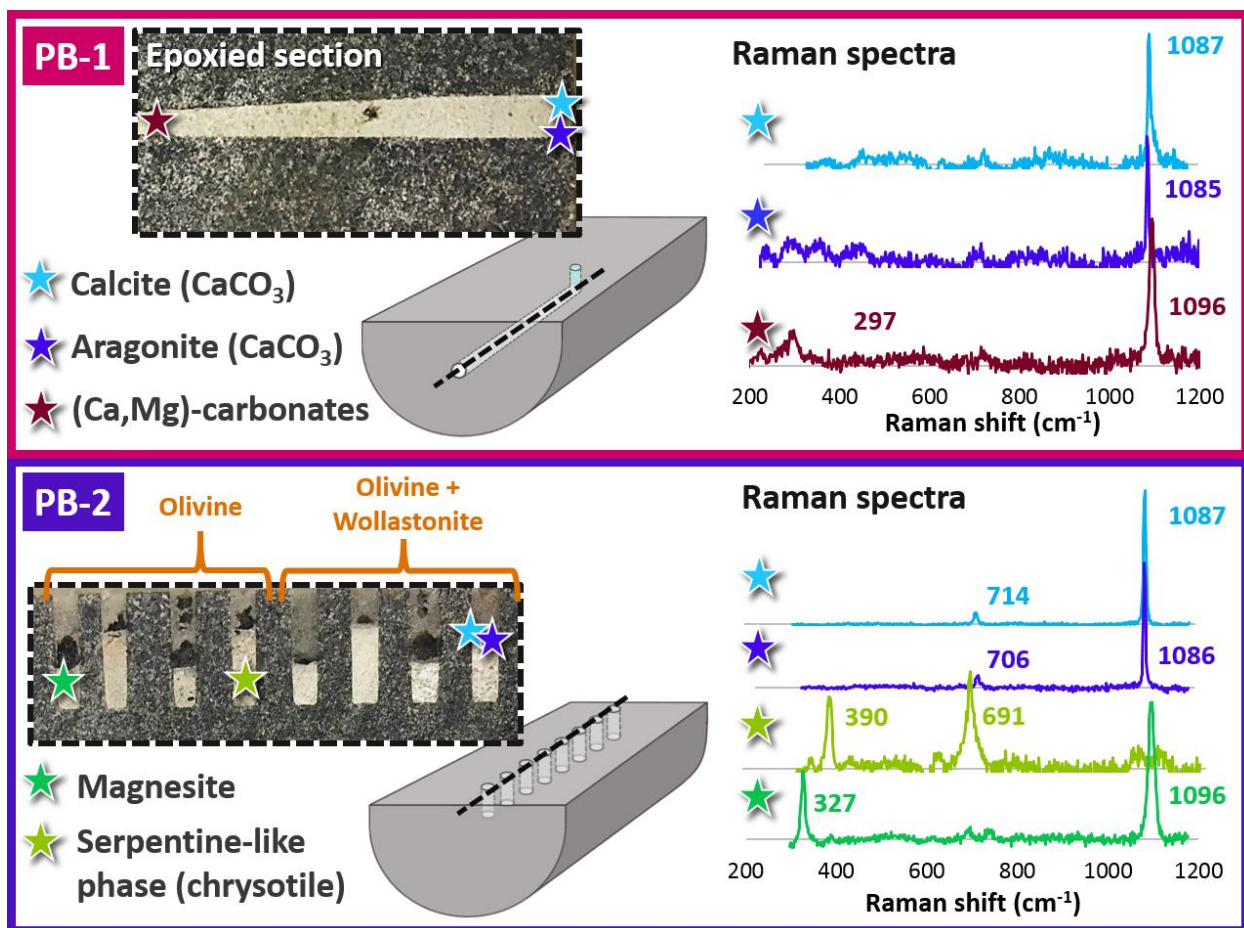 PB-1
Epoxied section
Calcite (CaCO₃)
Aragonite (CaCO₃)
(Ca,Mg)-carbonates
Raman spectra
1087
1085
297
1096
200 400 600 800 1000 1200
Raman shift (cm⁻¹)
PB-2
Olivine
Olivine +
Wollastonite
Magnesite
Serpentine-like
phase (chrysotile)
Raman spectra
1087
714
706
1086
390
691
327
1096
200 400 600 800 1000 1200
Raman shift (cm⁻¹)